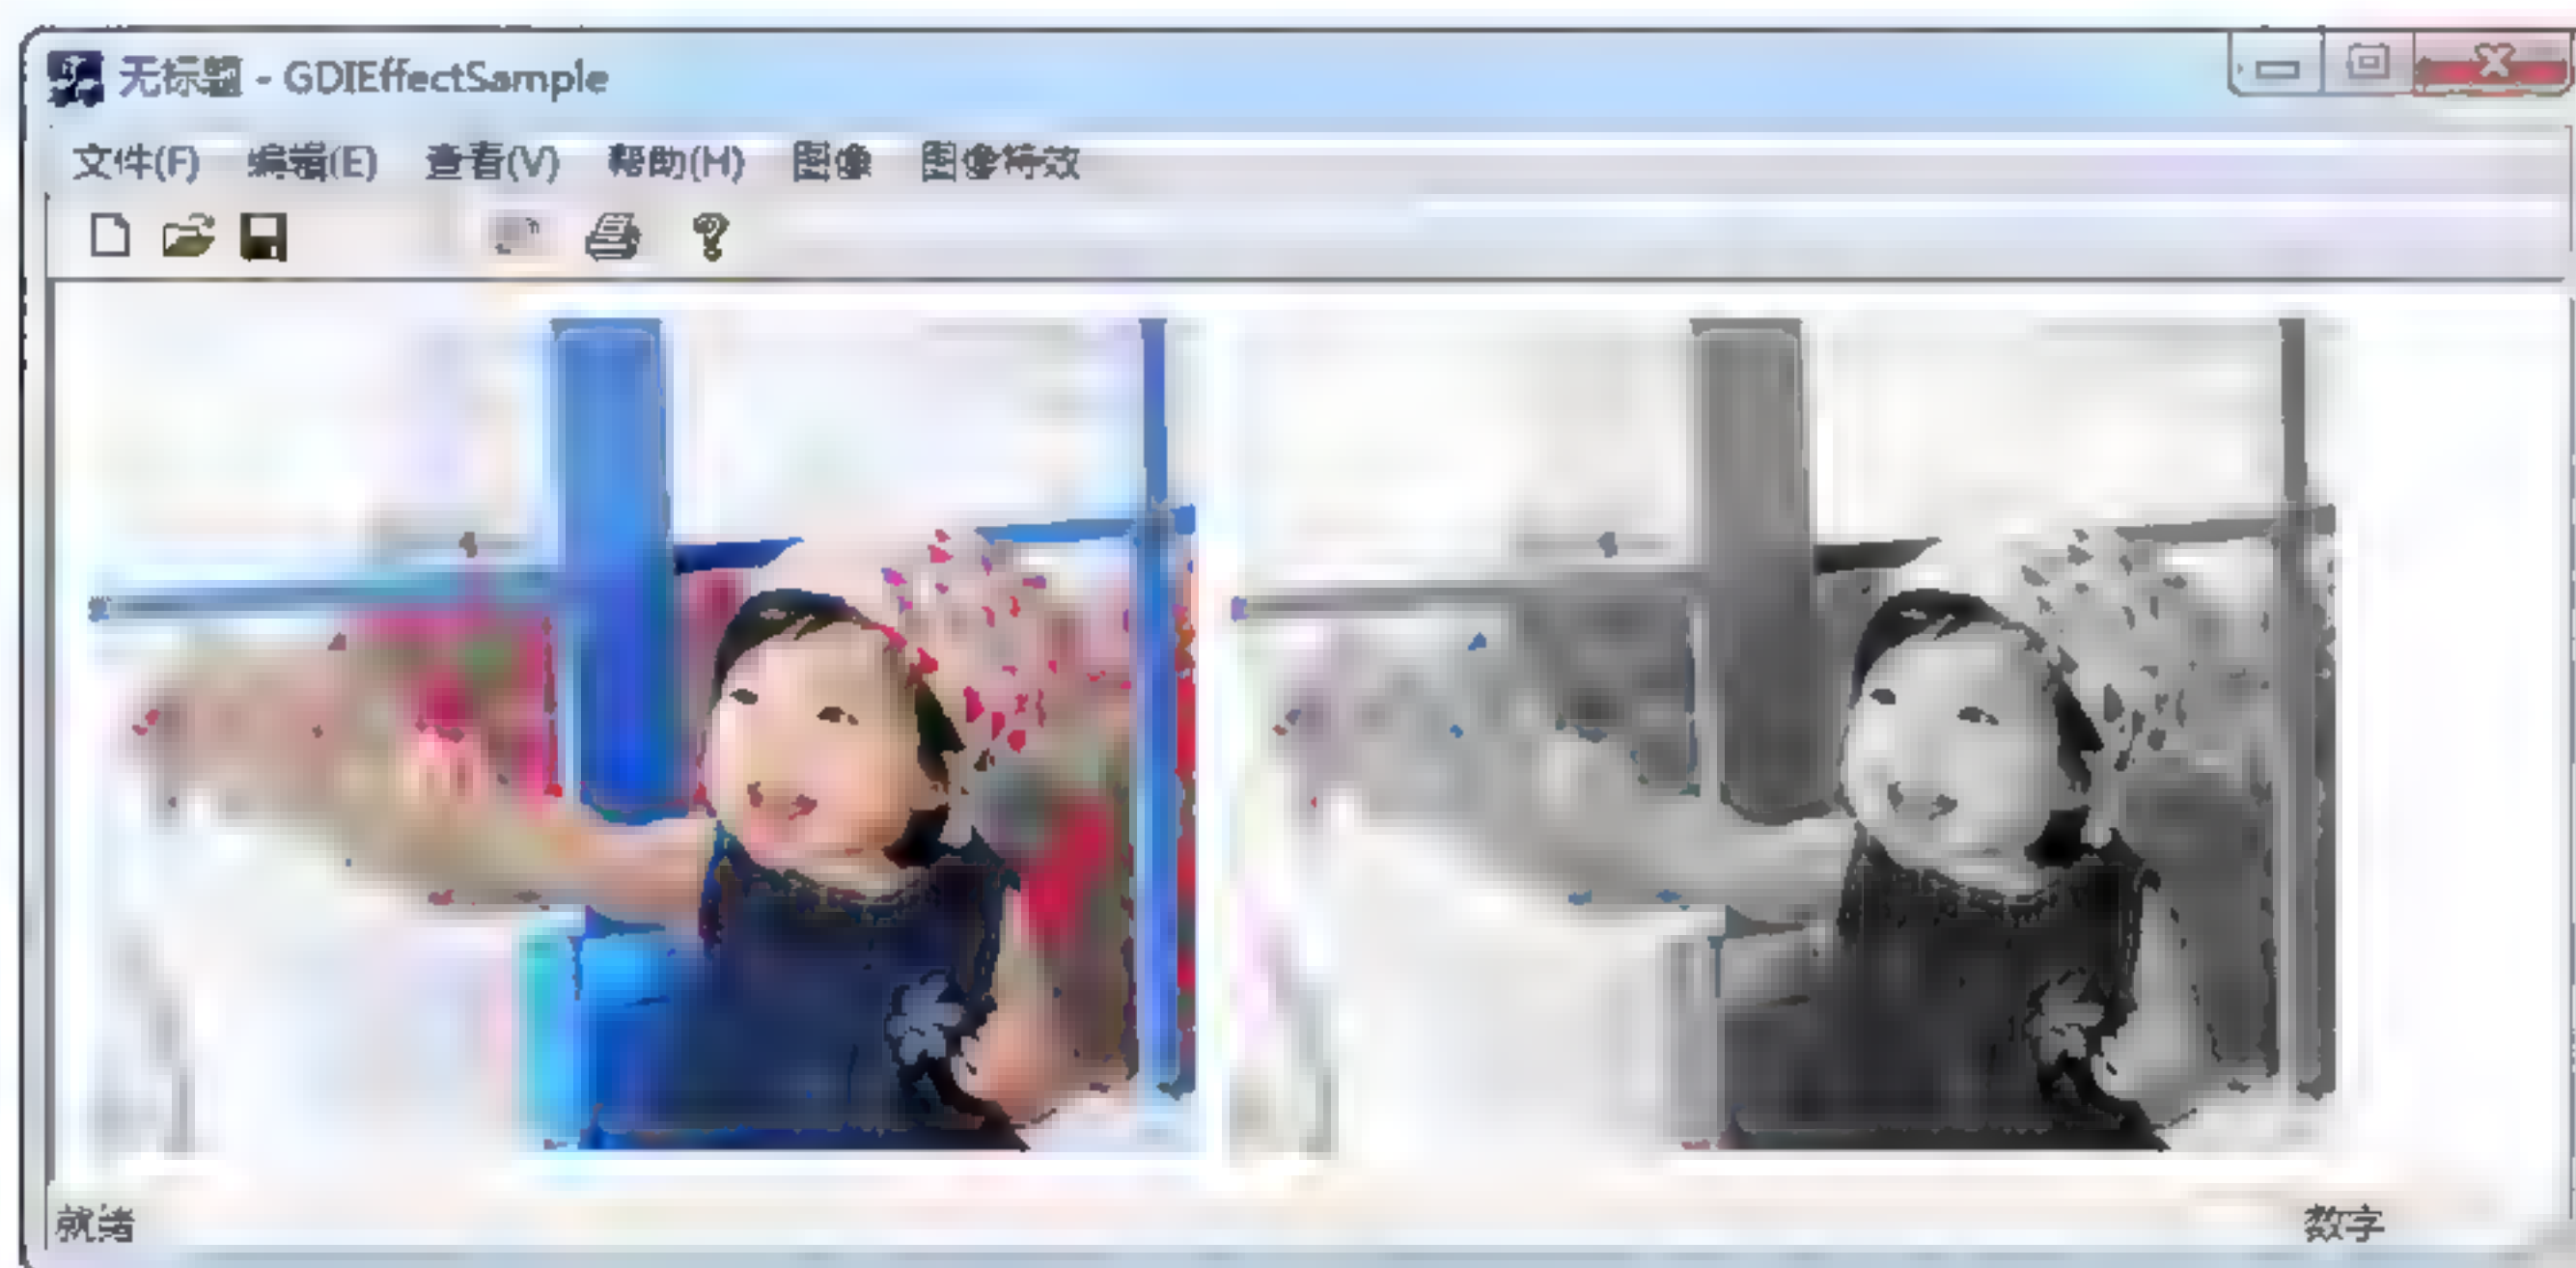 无标题 - GDIEffectSample
文件(F) 编辑(E) 查看(V) 帮助(H) 图像 图像特效
就绪 数字